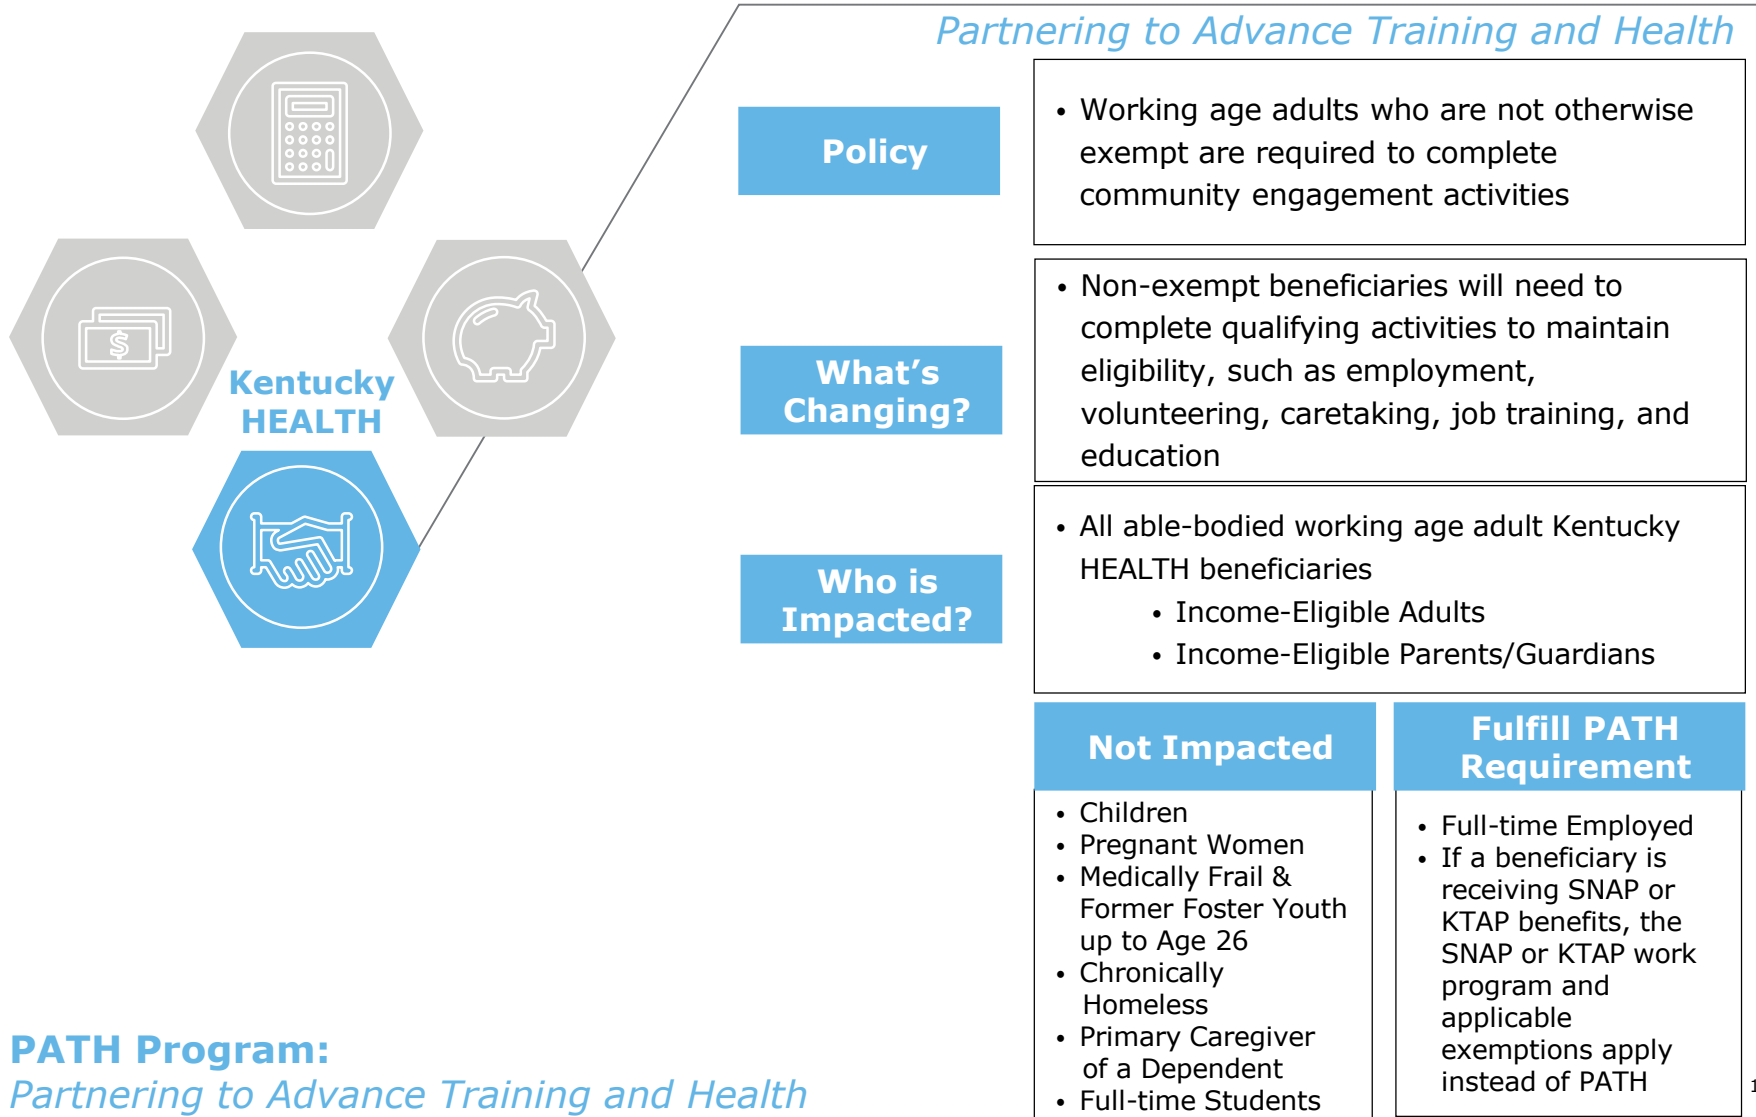 Partnering to Advance Training and Health
Kentucky
HEALTH
$
Policy
• Working age adults who are not otherwise
exempt are required to complete
community engagement activities
What’s
Changing?
• Non-exempt beneficiaries will need to
complete qualifying activities to maintain
eligibility, such as employment,
volunteering, caretaking, job training, and
education
Who is
Impacted?
• All able-bodied working age adult Kentucky
HEALTH beneficiaries
• Income-Eligible Adults
• Income-Eligible Parents/Guardians
Not Impacted
• Children
• Pregnant Women
• Medically Frail &
Former Foster Youth
up to Age 26
• Chronically
Homeless
• Primary Caregiver
of a Dependent
• Full-time Students
Fulfill PATH
Requirement
• Full-time Employed
• If a beneficiary is
receiving SNAP or
KTAP benefits, the
SNAP or KTAP work
program and
applicable
exemptions apply
instead of PATH
PATH Program:
Partnering to Advance Training and Health